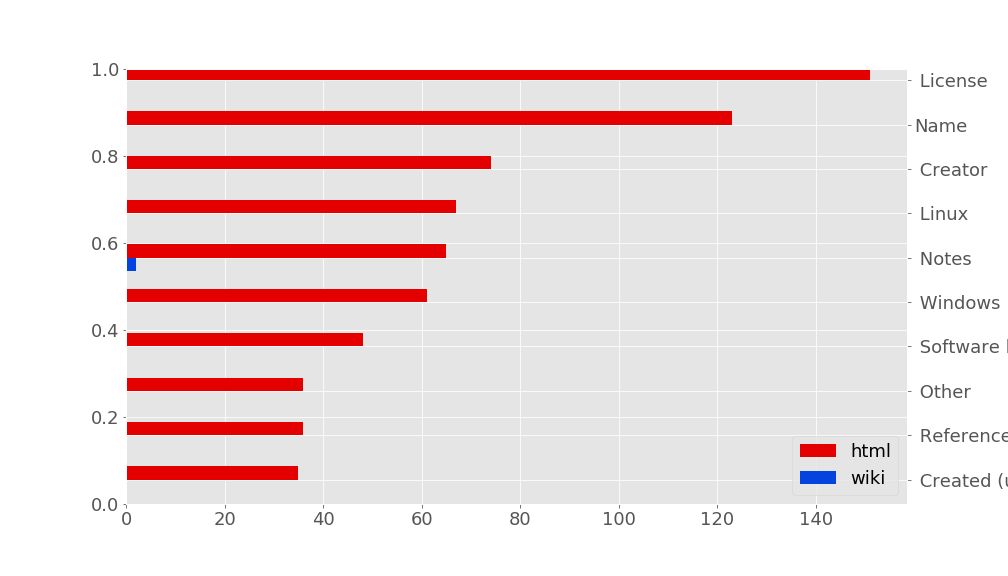 1.0
0.8
0.6
0.4
0.2
0.0
License
Name
Creator
Linux
Notes
Windows
Software
Other
Reference
Created (u
html
wiki
0 20 40 60 80 100 120 140